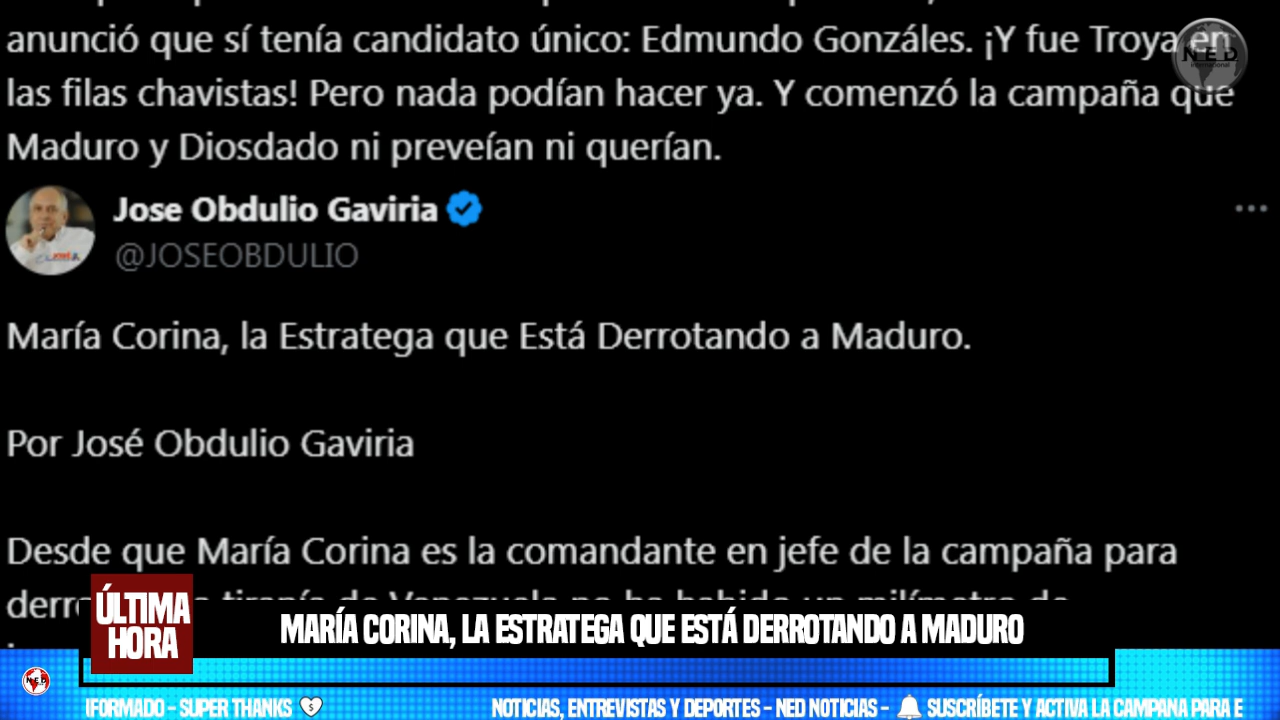 anunció que sí tenía candidato único: Edmundo Gonzáles. ¡Y fue Troya en
las filas chavistas! Pero nada podían hacer ya. Y comenzó la campaña que
Maduro y Diosdado ni preveían ni querían.
N.E.D
international
Jose Obdulio Gaviria
@JOSEOBDULIO
María Corina, la Estratega que Está Derrotando a Maduro.
Por José Obdulio Gaviria
Desde que María Corina es la comandante en jefe de la campaña para
ÚLTIMA
HORA
MARÍA CORINA, LA ESTRATEGA QUE ESTÁ DERROTANDO A MADURO
N.E.D
IFORMADO - SUPER THANKS NOTICIAS, ENTREVISTAS Y DEPORTES - NED NOTICIAS - SUSCRÍBETE Y ACTIVA LA CAMPANA PARA E